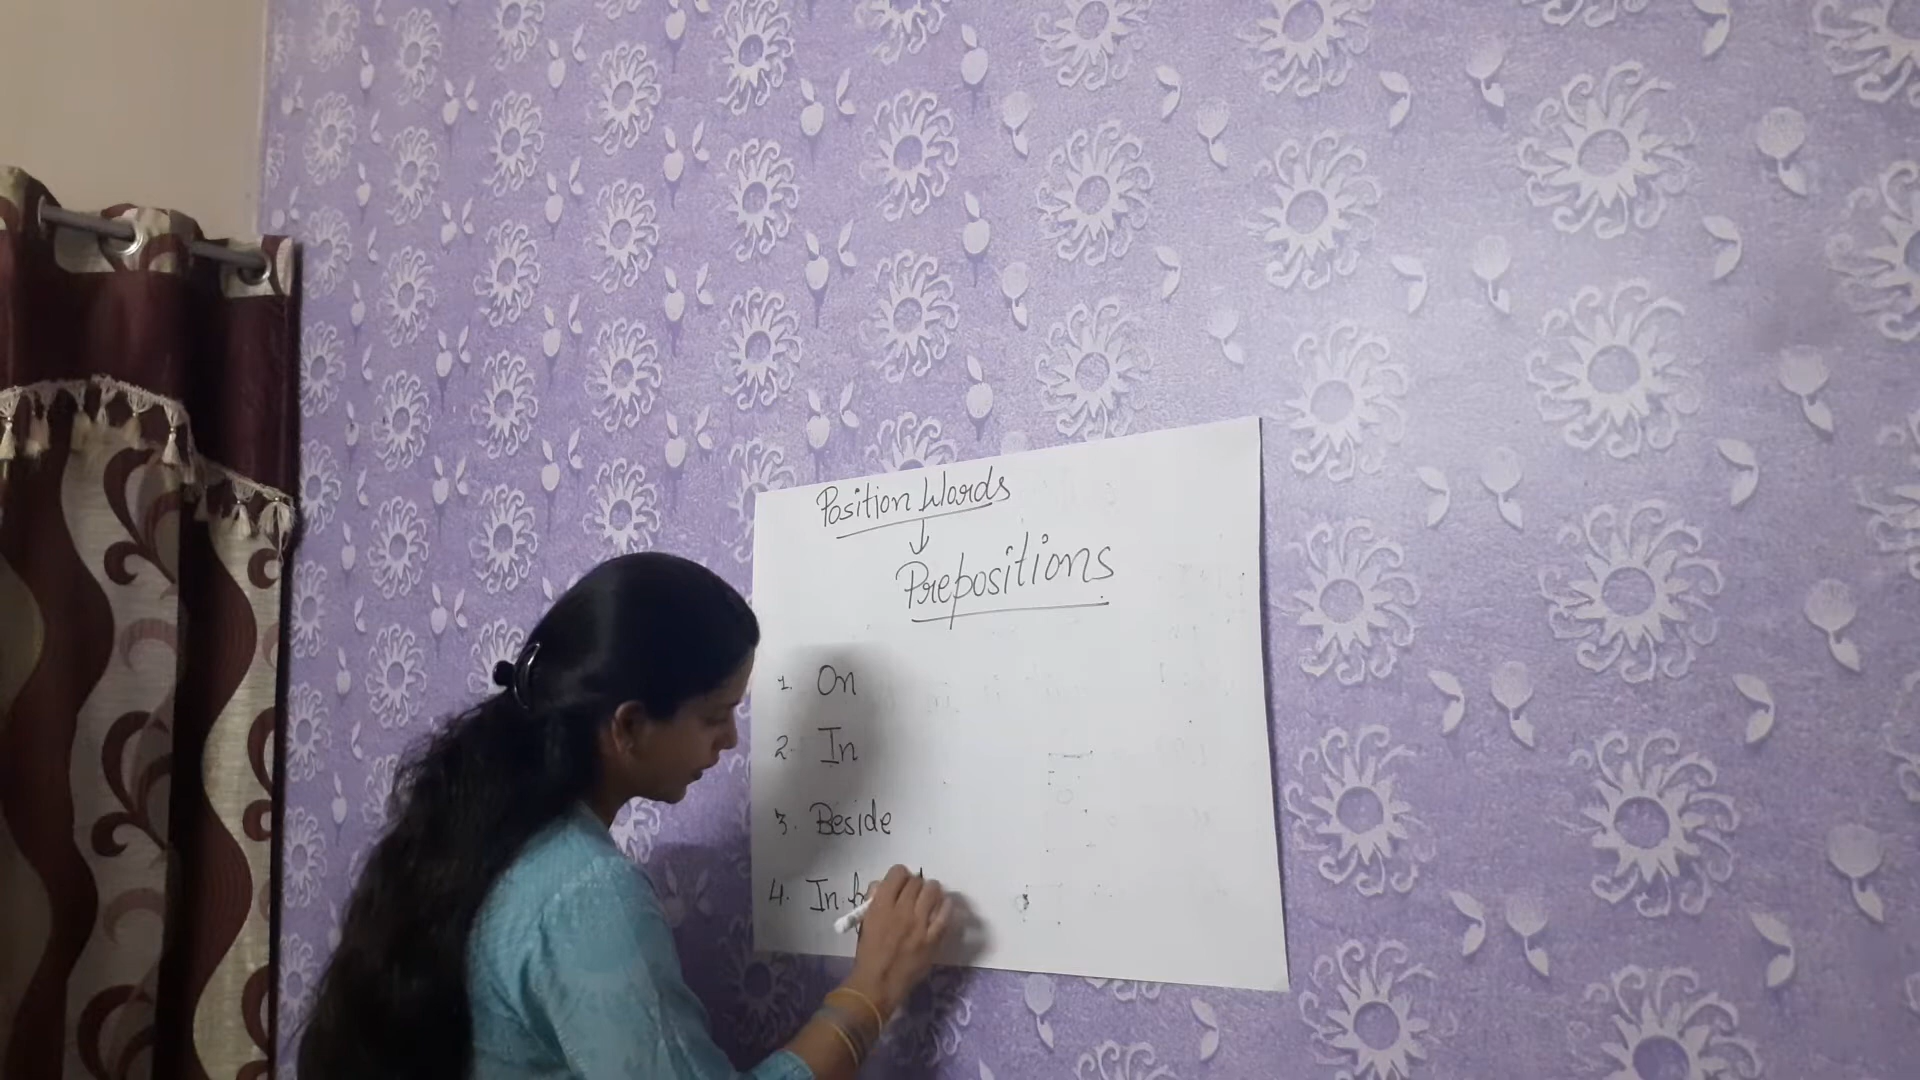 Position Words
Prepositions
1. On
2. In
3. Beside
4. In